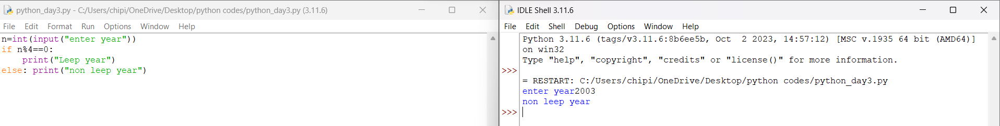 python_day3.py - C:/Users/chipi/OneDrive/Desktop/python codes/python_day3.py (3.11.6)
File Edit Format Run Options Window Help
n=int(input("enter year"))
if n%4==0:
    print("Leep year")
else: print("non leep year")
IDLE Shell 3.11.6
File Edit Shell Debug Options Window Help
Python 3.11.6 (tags/v3.11.6:8b6ee5b, Oct  2 2023, 14:57:12) [MSC v.1935 64 bit (AMD64)]
on win32
Type "help", "copyright", "credits" or "license()" for more information.
>>>
= RESTART: C:/Users/chipi/OneDrive/Desktop/python codes/python_day3.py
enter year2003
non leep year
>>>